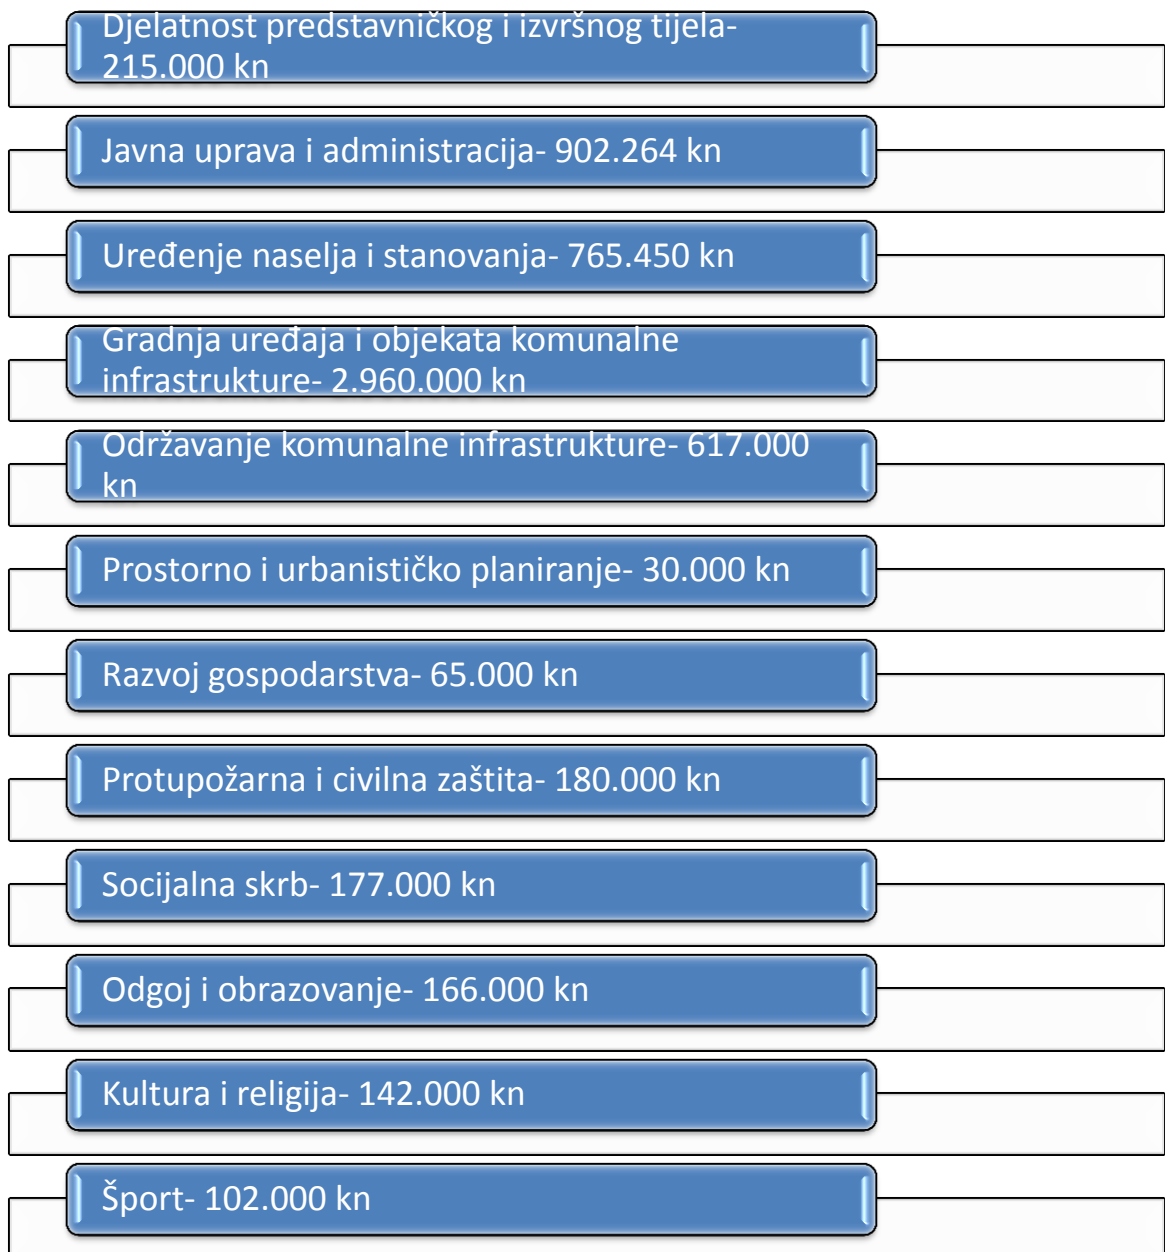 Djelatnost predstavničkog i izvršnog tijela-
215.000 kn
Javna uprava i administracija- 902.264 kn
Uređenje naselja i stanovanja- 765.450 kn
Gradnja uređaja i objekata komunalne
infrastrukture- 2.960.000 kn
Održavanje komunalne infrastrukture- 617.000
kn
Prostorno i urbanističko planiranje- 30.000 kn
Razvoj gospodarstva- 65.000 kn
Protupožarna i civilna zaštita- 180.000 kn
Socijalna skrb- 177.000 kn
Odgoj i obrazovanje- 166.000 kn
Kultura i religija- 142.000 kn
Šport- 102.000 kn